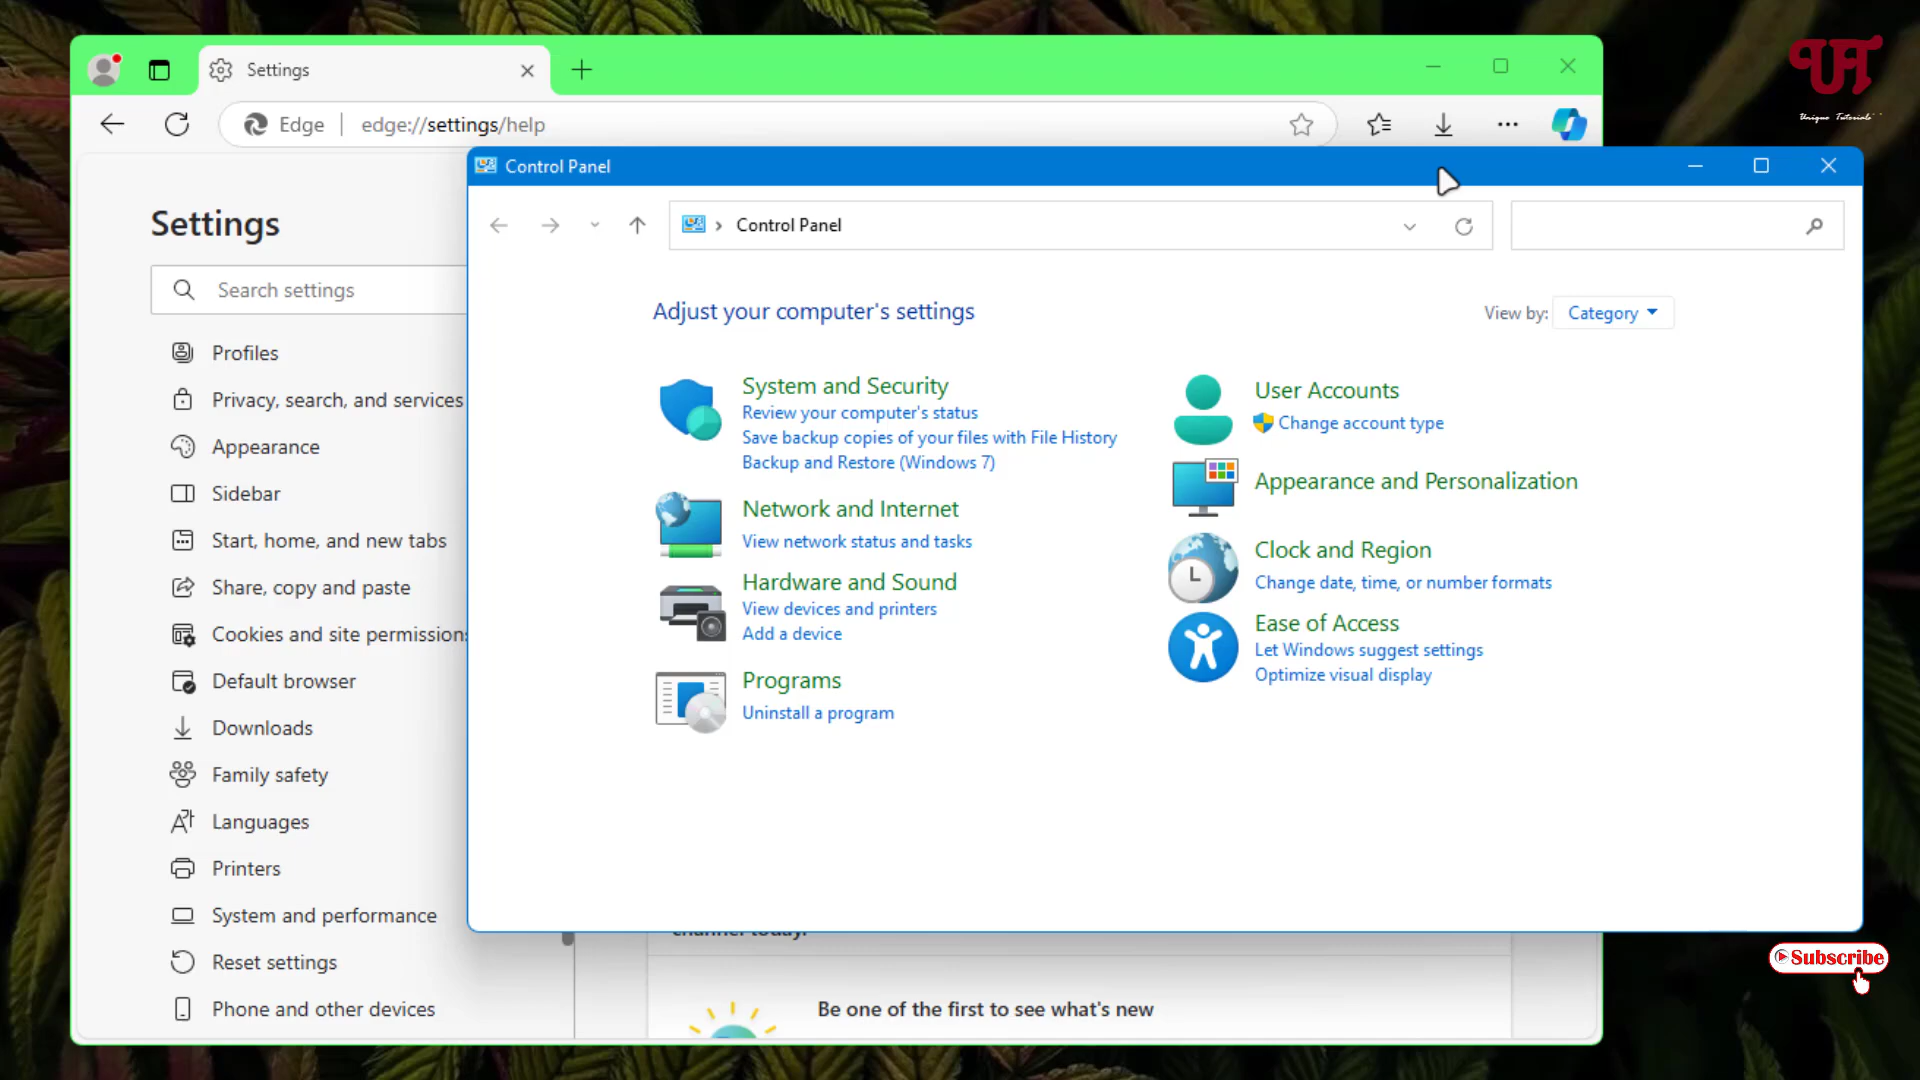 Settings
Edge
edge://settings/help
UT
Unique Tutorials
Control Panel
Control Panel
Settings
Search settings
Profiles
Privacy, search, and services
Appearance
Sidebar
Start, home, and new tabs
Share, copy and paste
Cookies and site permissions
Default browser
Downloads
Family safety
Languages
Printers
System and performance
Reset settings
Phone and other devices
Adjust your computer's settings
View by: Category
System and Security
Review your computer's status
Save backup copies of your files with File History
Backup and Restore (Windows 7)
Network and Internet
View network status and tasks
Hardware and Sound
View devices and printers
Add a device
Programs
Uninstall a program
User Accounts
Change account type
Appearance and Personalization
Clock and Region
Change date, time, or number formats
Ease of Access
Let Windows suggest settings
Optimize visual display
channel today.
Be one of the first to see what's new
Subscribe